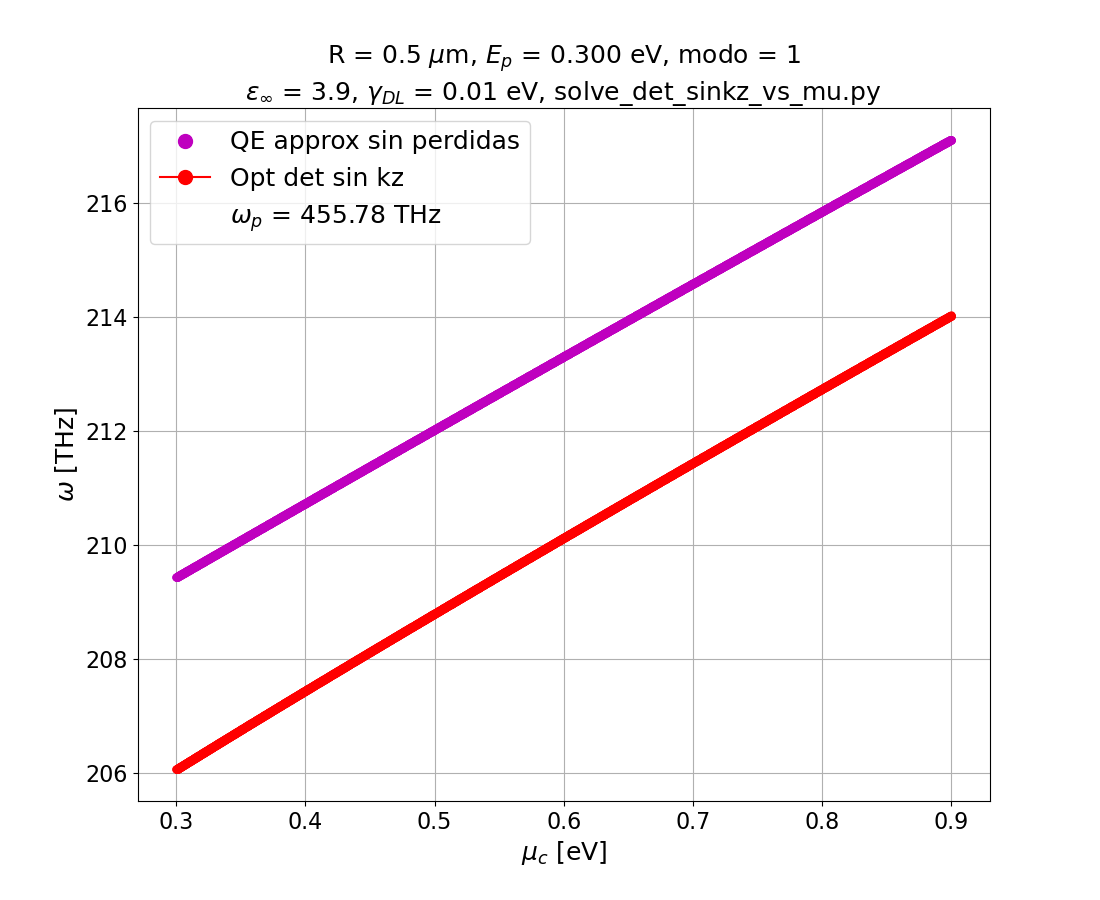 R = 0.5 μm, E_p = 0.300 eV, modo = 1
ε_∞ = 3.9, γ_DL = 0.01 eV, solve_det_sinkz_vs_mu.py
QE approx sin perdidas
Opt det sin kz
ω_p = 455.78 THz
216
214
212
210
208
206
ω [THz]
0.3 0.4 0.5 0.6 0.7 0.8 0.9
μ_c [eV]